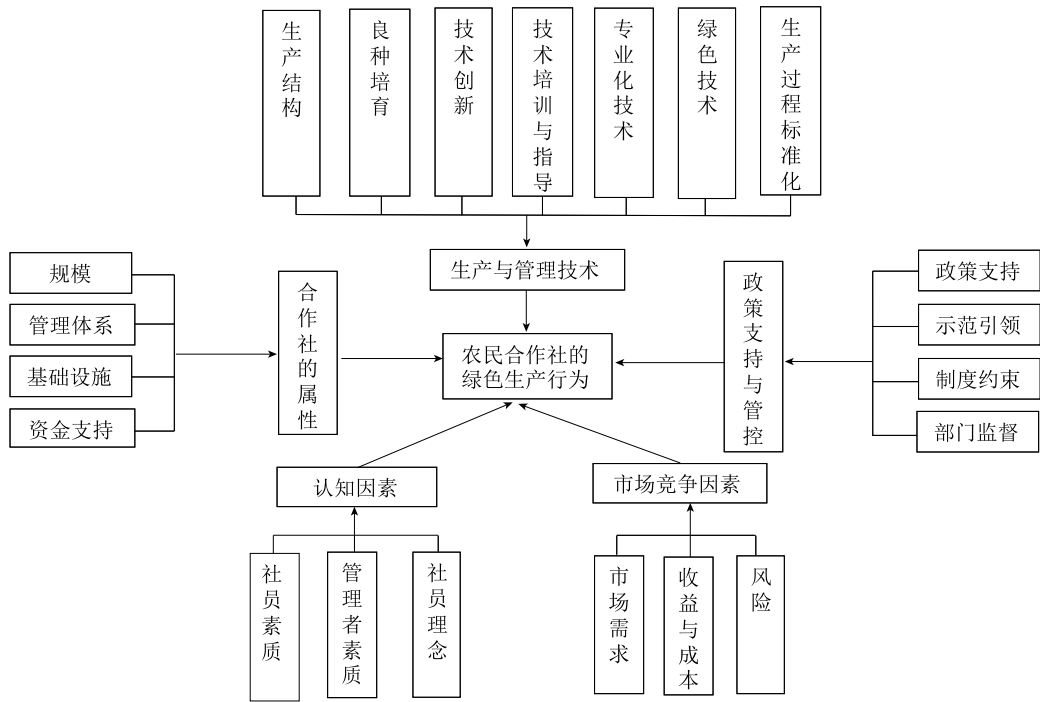 生产结构
良种培育
技术创新
技术培训与指导
专业化技术
绿色技术
生产过程标准化
生产与管理技术
规模
管理体系
基础设施
资金支持
合作社的属性
农民合作社的
绿色生产行为
政策支持与管控
政策支持
示范引领
制度约束
部门监督
认知因素
市场竞争因素
社员素质
管理者素质
社员理念
市场需求
收益与成本
风险